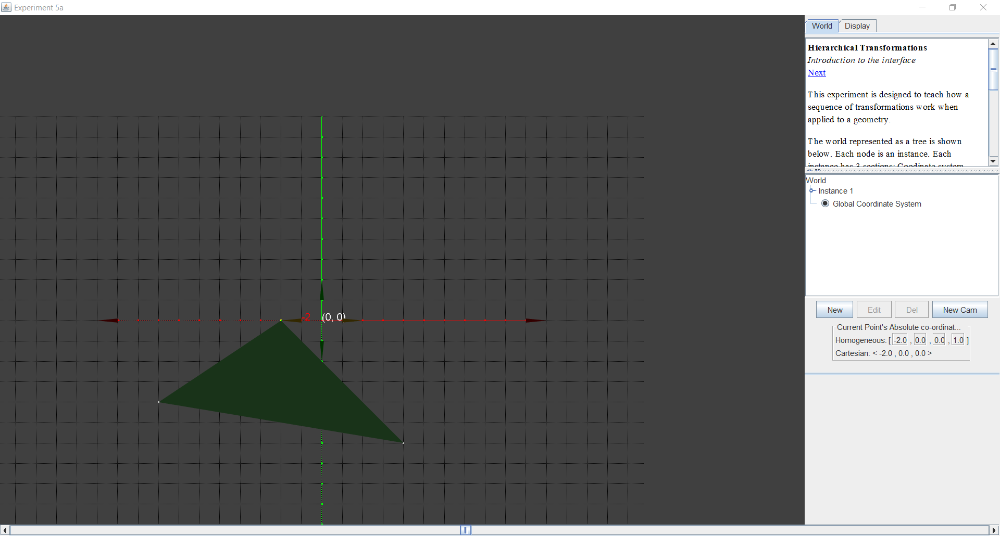 Experiment 5a
World Display
Hierarchical Transformations
Introduction to the interface
Next
This experiment is designed to teach how a
sequence of transformations work when
applied to a geometry.
The world represented as a tree is shown
below. Each node is an instance. Each
instance has 3 sections: Coodinate system
World
Instance 1
Global Coordinate System
New Edit Del New Cam
Current Point's Absolute co-ordinat...
Homogeneous: [ -2.0 , 0.0 , 0.0 , 1.0 ]
Cartesian: < -2.0 , 0.0 , 0.0 >
-2 (0, 0)